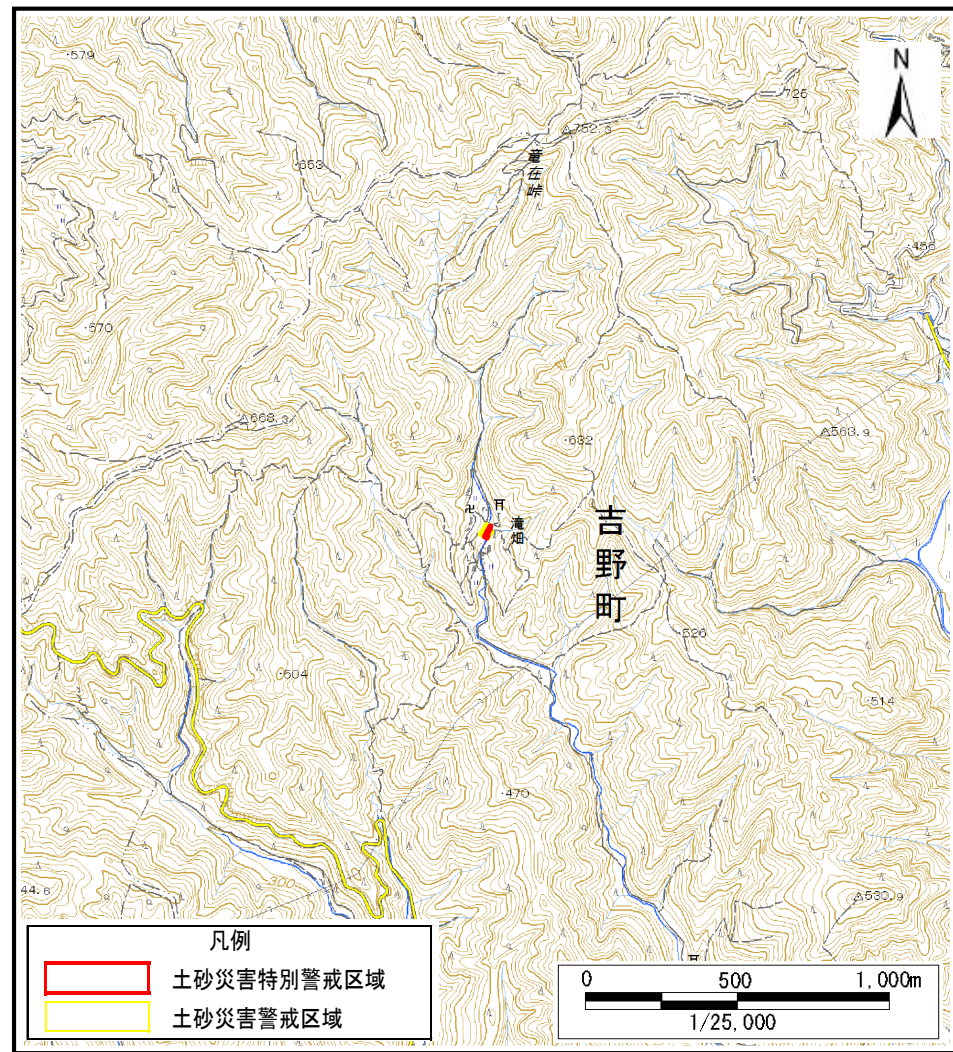 ・579
N
725
△752.3
竜在峠
・653
・456
・570
△668.3
550
・632
△563.9
滝畑
吉野町
・526
・504
・514
・470
300
44.6
△530.9
凡例
土砂災害特別警戒区域
土砂災害警戒区域
0 500 1,000m
1/25,000